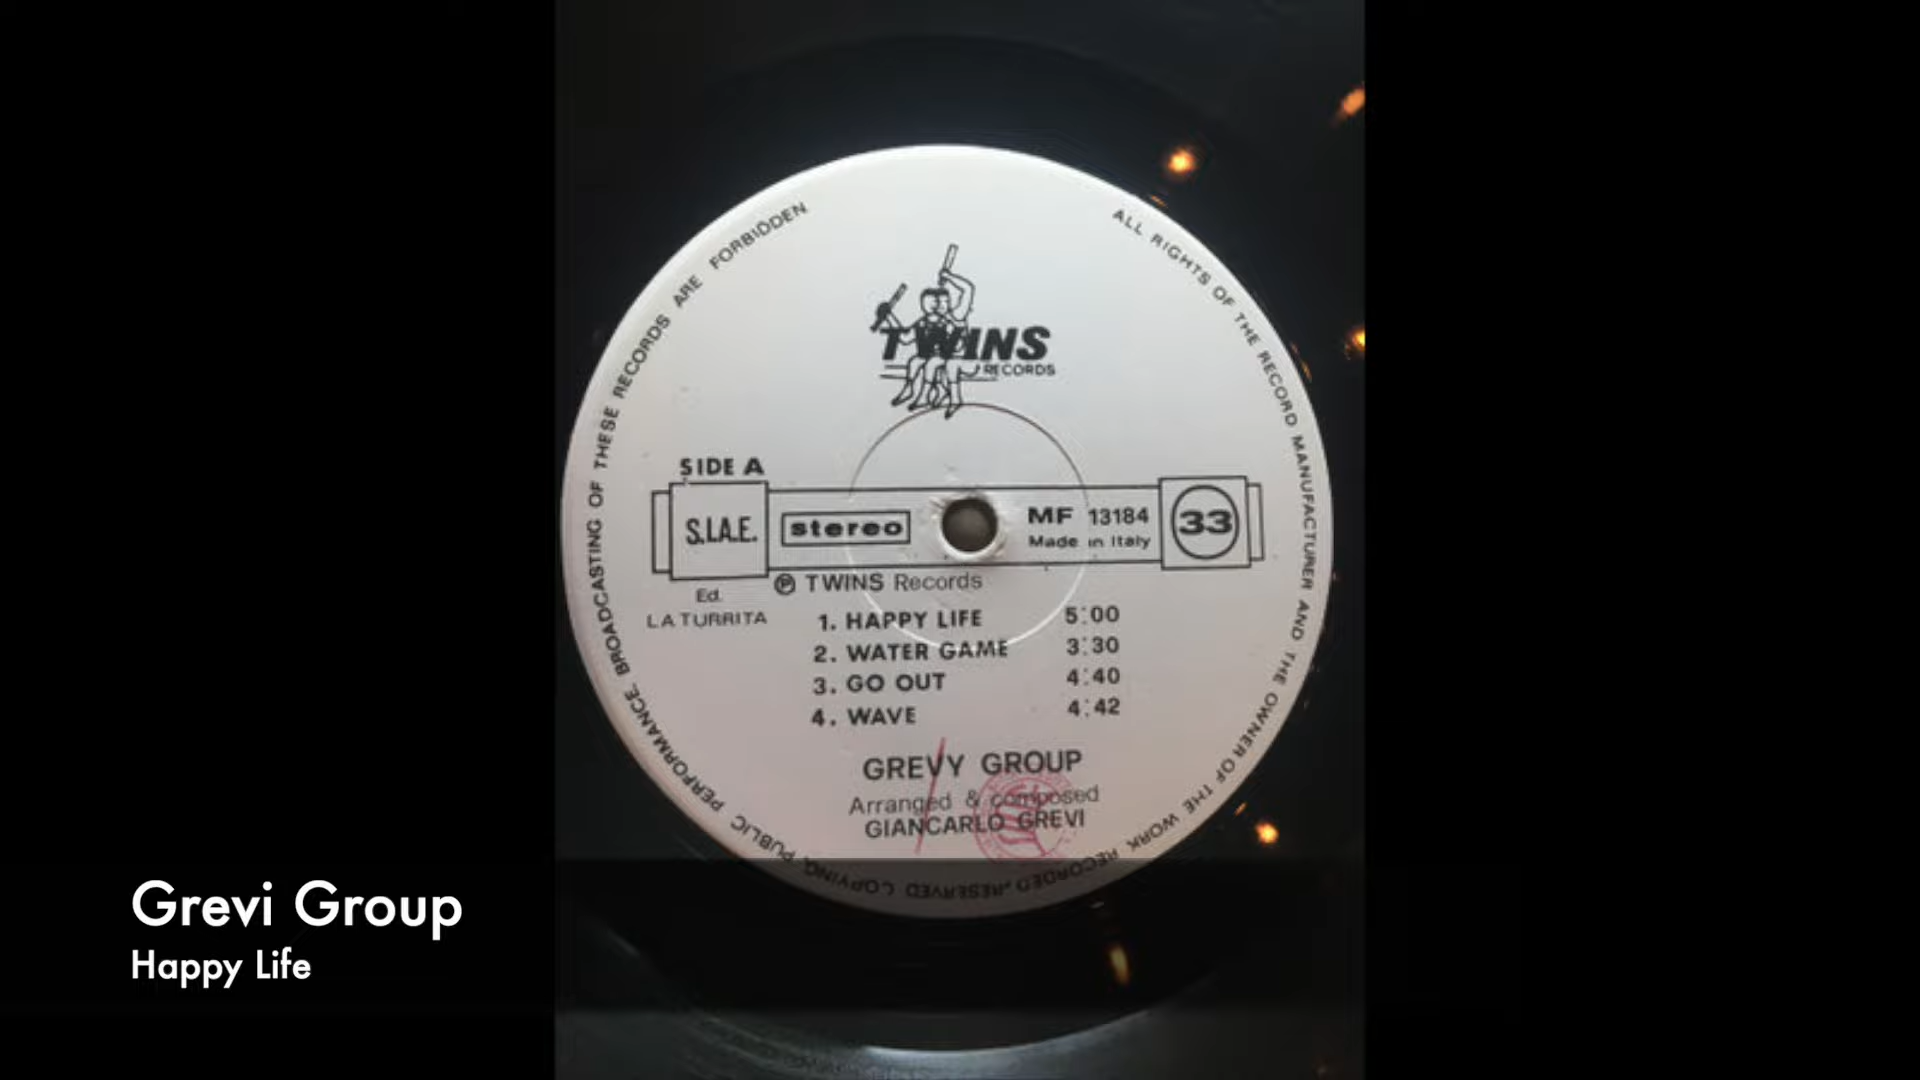 ALL RIGHTS OF THE RECORD MANUFACTURER AND THE OWNER OF THE WORK RECORDED RESERVED COPYING, PUBLIC PERFORMANCE, BROADCASTING OF THESE RECORDS ARE FORBIDDEN
TWINS
RECORDS
SIDE A
S.I.A.E.
stereo
MF 13184
Made in Italy
33
Ed.
LA TURRITA
Ⓟ TWINS Records
1. HAPPY LIFE 5:00
2. WATER GAME 3:30
3. GO OUT 4:40
4. WAVE 4:42
GREVY GROUP
Arranged & composed
GIANCARLO GREVI
Grevi Group
Happy Life